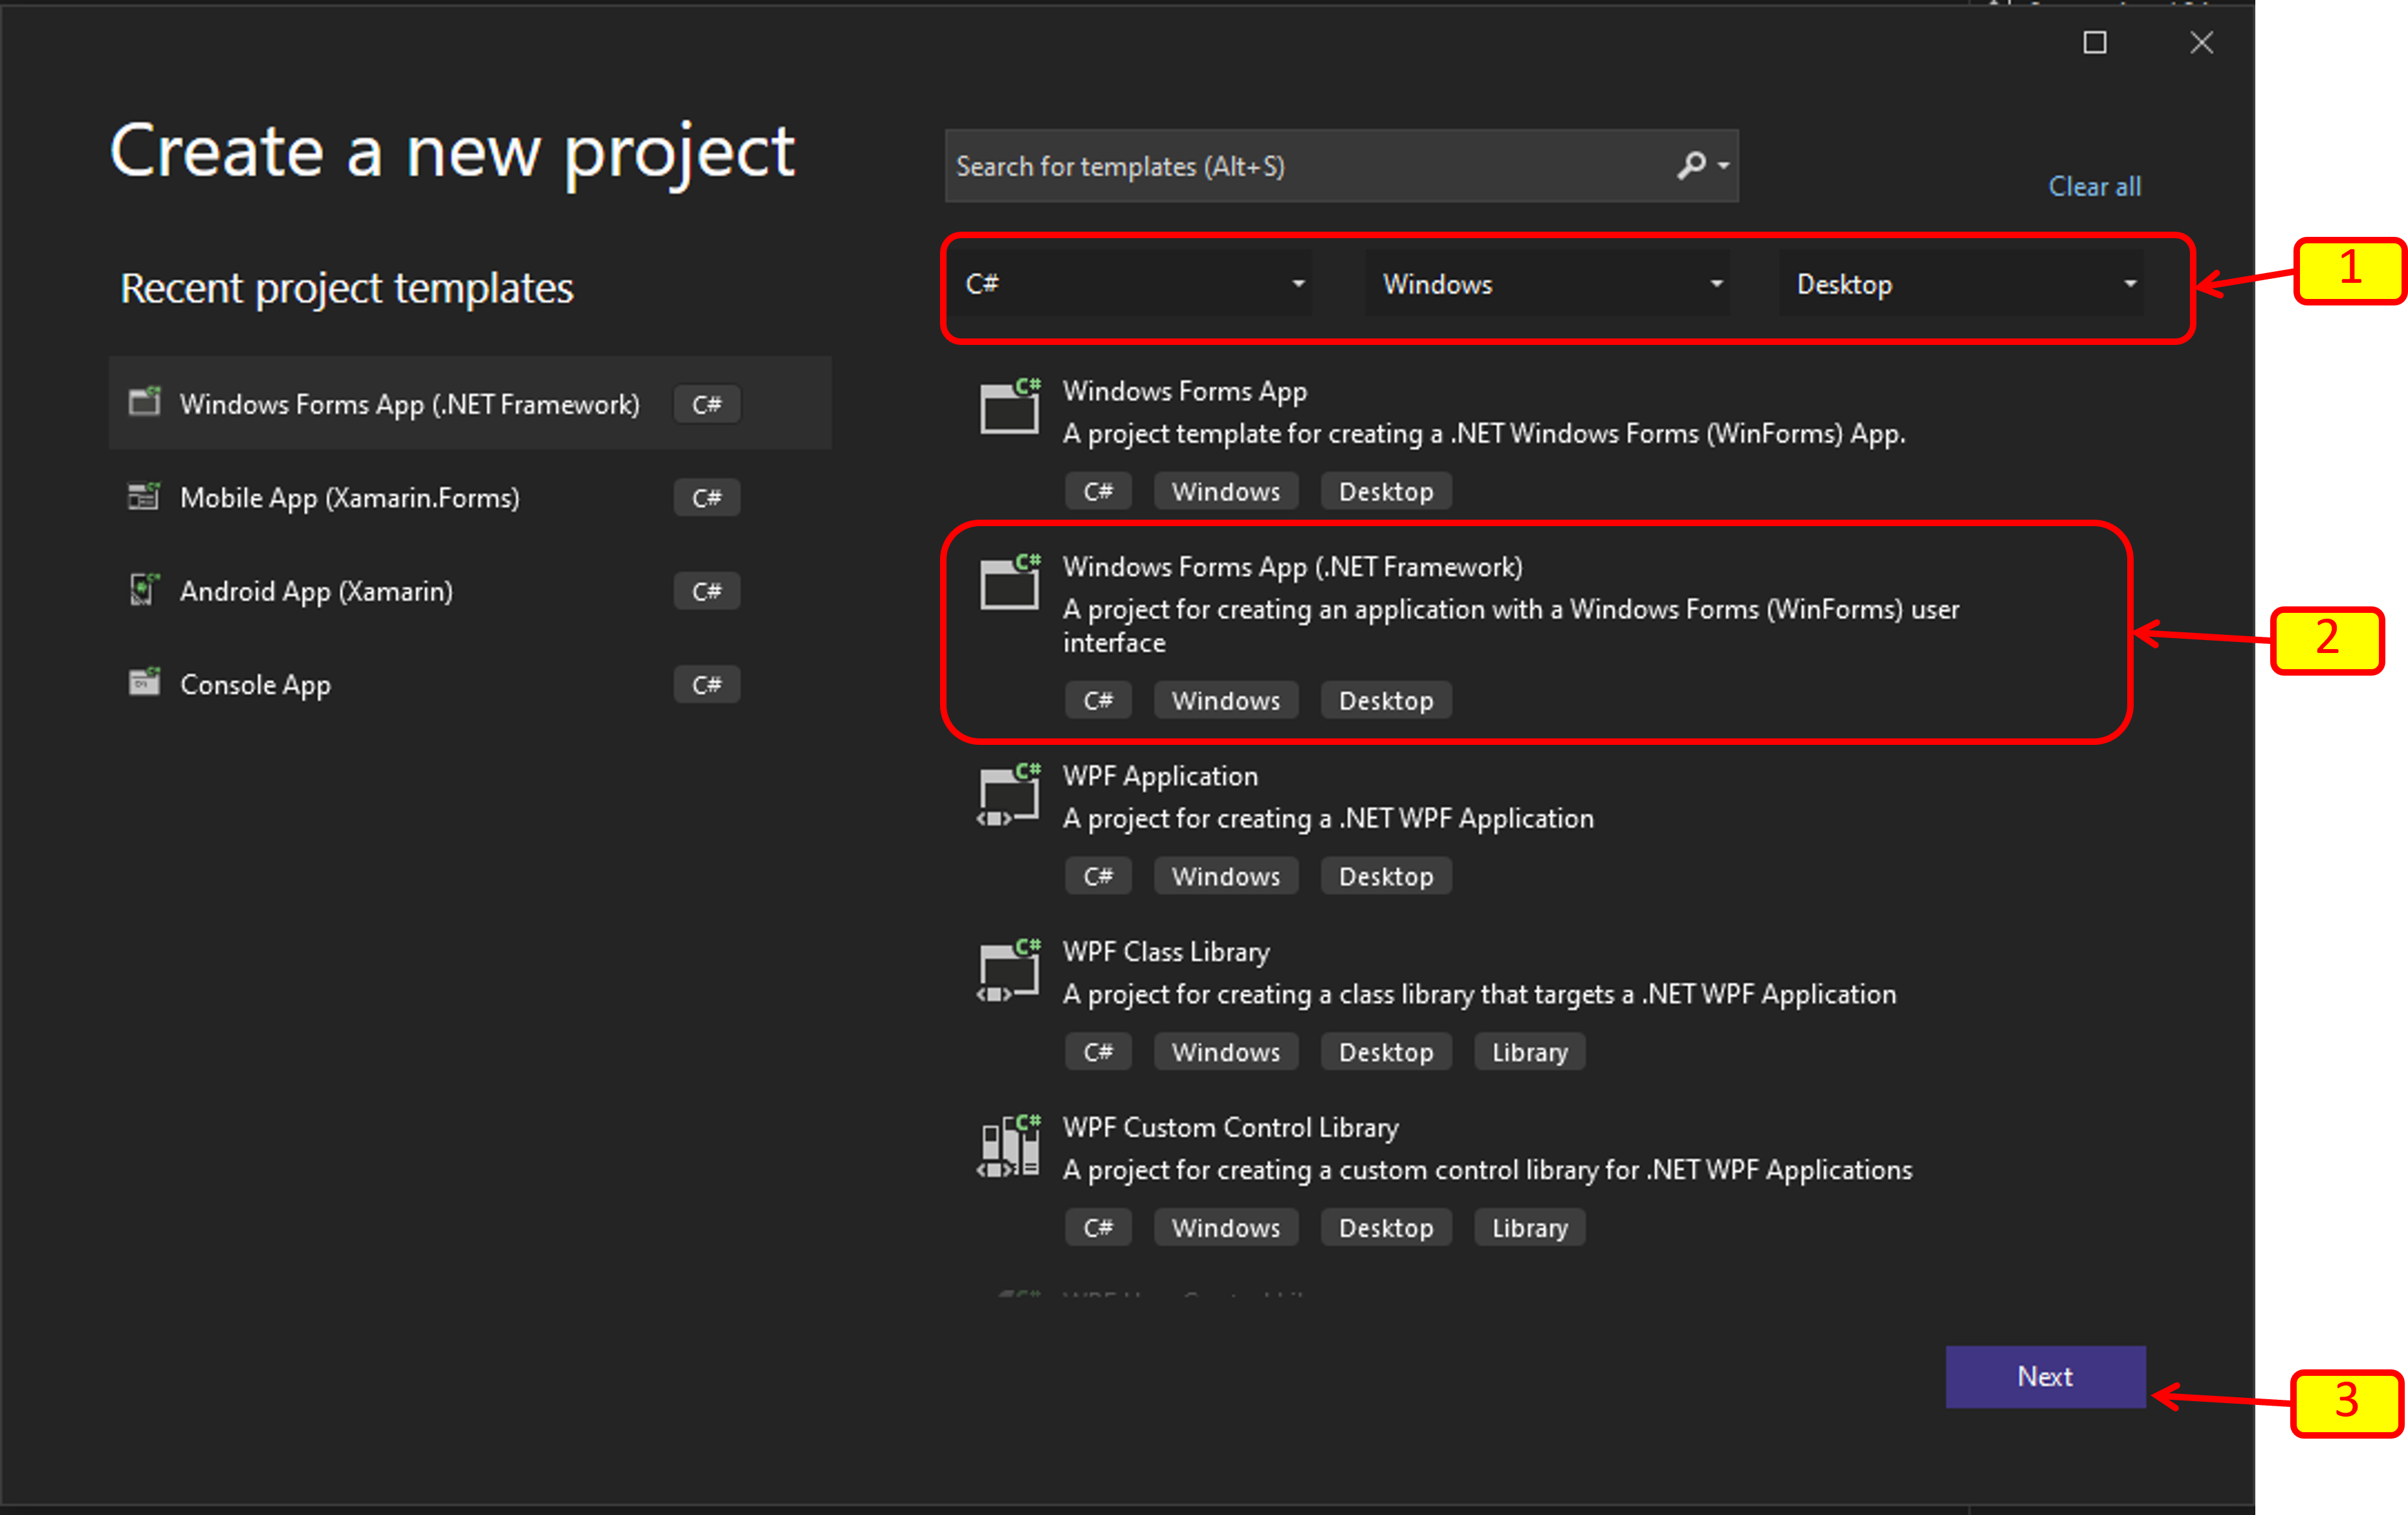 Create a new project
Search for templates (Alt+S)
Clear all
Recent project templates
C#
Windows
Desktop
1
Windows Forms App (.NET Framework) C#
Mobile App (Xamarin.Forms) C#
Android App (Xamarin) C#
Console App C#
Windows Forms App
A project template for creating a .NET Windows Forms (WinForms) App.
C# Windows Desktop
Windows Forms App (.NET Framework)
A project for creating an application with a Windows Forms (WinForms) user
interface
C# Windows Desktop
2
WPF Application
A project for creating a .NET WPF Application
C# Windows Desktop
WPF Class Library
A project for creating a class library that targets a .NET WPF Application
C# Windows Desktop Library
WPF Custom Control Library
A project for creating a custom control library for .NET WPF Applications
C# Windows Desktop Library
Next
3